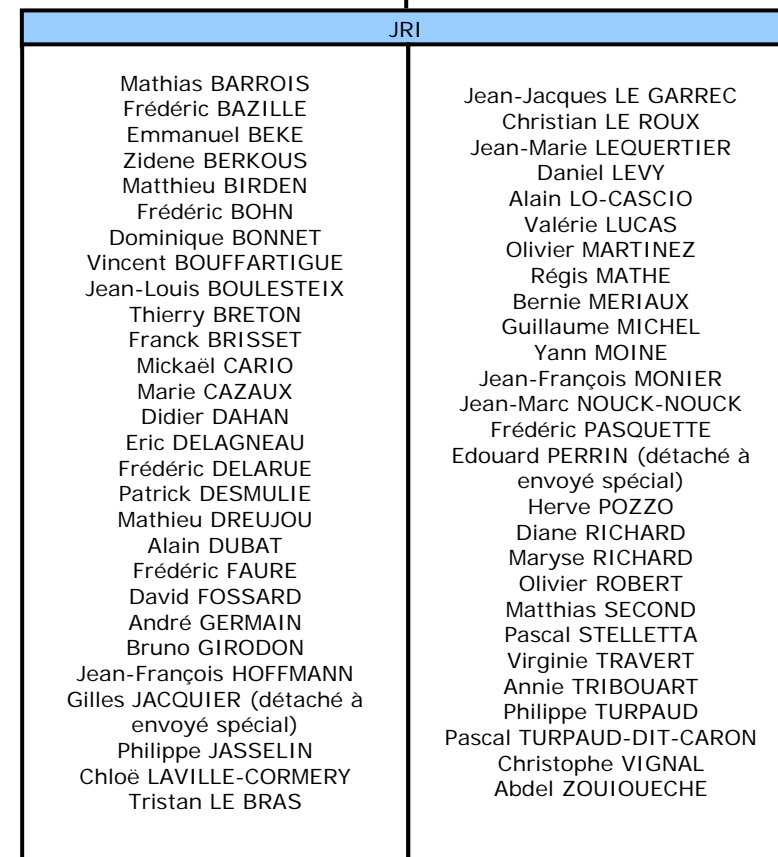 JRI
Mathias BARROIS
Frédéric BAZILLE
Emmanuel BEKE
Zidene BERKOUS
Matthieu BIRDEN
Frédéric BOHN
Dominique BONNET
Vincent BOUFFARTIGUE
Jean-Louis BOULESTEIX
Thierry BRETON
Franck BRISSET
Mickaël CARIO
Marie CAZAUX
Didier DAHAN
Eric DELAGNEAU
Frédéric DELARUE
Patrick DESMULIE
Mathieu DREUJOU
Alain DUBAT
Frédéric FAURE
David FOSSARD
André GERMAIN
Bruno GIRODON
Jean-François HOFFMANN
Gilles JACQUIER (détaché à
envoyé spécial)
Philippe JASSELIN
Chloë LAVILLE-CORMERY
Tristan LE BRAS
Jean-Jacques LE GARREC
Christian LE ROUX
Jean-Marie LEQUERTIER
Daniel LEVY
Alain LO-CASCIO
Valérie LUCAS
Olivier MARTINEZ
Régis MATHE
Bernie MERIAUX
Guillaume MICHEL
Yann MOINE
Jean-François MONIER
Jean-Marc NOUCK-NOUCK
Frédéric PASQUETTE
Edouard PERRIN (détaché à
envoyé spécial)
Herve POZZO
Diane RICHARD
Maryse RICHARD
Olivier ROBERT
Matthias SECOND
Pascal STELLETTA
Virginie TRAVERT
Annie TRIBOUART
Philippe TURPAUD
Pascal TURPAUD-DIT-CARON
Christophe VIGNAL
Abdel ZOUIOUECHE